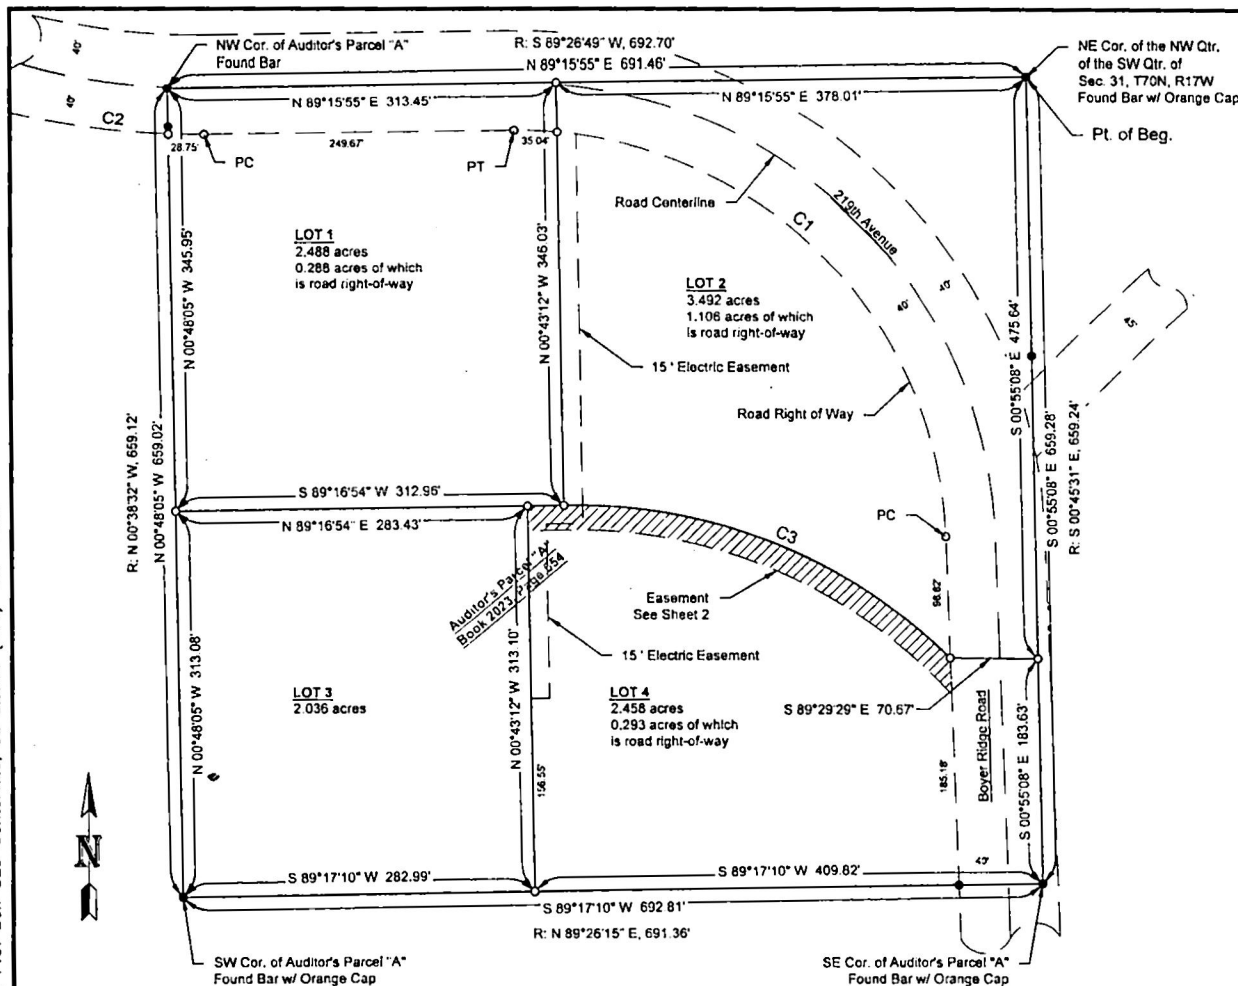 NW Cor. of Auditor's Parcel "A"
Found Bar
R: S 89°26'49" W, 692.70'
N 89°15'55" E 691.46'
NE Cor. of the NW Qtr.
of the SW Qtr. of
Sec. 31, T70N, R17W
Found Bar w/ Orange Cap
Pt. of Beg.
40'
40'
C2
N 89°15'55" E 313.45'
N 89°15'55" E 378.01'
28.75'
PC
249.67'
PT
35.04'
Road Centerline
C1
219th Avenue
40'
40'
45'
LOT 1
2.488 acres
0.288 acres of which
is road right-of-way
LOT 2
3.492 acres
1.106 acres of which
is road right-of-way
N 00°48'05" W 345.95'
N 00°43'12" W 345.03'
15' Electric Easement
Road Right of Way
S 00°55'08" E 475.64'
S 00°55'08" E 659.28'
R: S 00°45'31" E, 659.24'
R: N 00°38'32" W, 659.12'
N 00°48'05" W 659.02'
S 89°16'54" W 312.96'
N 89°16'54" E 283.43'
C3
PC
98.62'
Auditor's Parcel "A"
Book 2023, Page 654
Easement
See Sheet 2
15' Electric Easement
N 00°48'05" W 313.08'
N 00°43'12" W 313.10'
156.55'
LOT 3
2.036 acres
LOT 4
2.458 acres
0.293 acres of which
is road right-of-way
S 89°29'29" E 70.67'
185.18'
Boyer Ridge Road
S 00°55'08" E 183.63'
N
S 89°17'10" W 282.99'
S 89°17'10" W 409.82'
S 89°17'10" W 692.81'
R: N 89°26'15" E, 691.36'
SW Cor. of Auditor's Parcel "A"
Found Bar w/ Orange Cap
SE Cor. of Auditor's Parcel "A"
Found Bar w/ Orange Cap